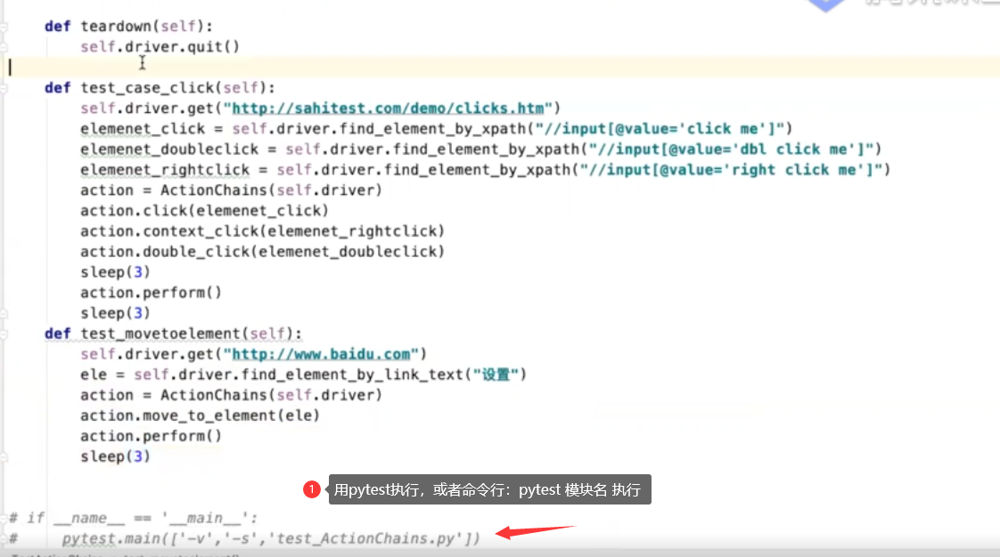 def teardown(self):
    self.driver.quit()
def test_case_click(self):
    self.driver.get("http://sahitest.com/demo/clicks.htm")
    elemenet_click = self.driver.find_element_by_xpath("//input[@value='click me']")
    elemenet_doubleclick = self.driver.find_element_by_xpath("//input[@value='dbl click me']")
    elemenet_rightclick = self.driver.find_element_by_xpath("//input[@value='right click me']")
    action = ActionChains(self.driver)
    action.click(elemenet_click)
    action.context_click(elemenet_rightclick)
    action.double_click(elemenet_doubleclick)
    sleep(3)
    action.perform()
    sleep(3)
def test_movetoelement(self):
    self.driver.get("http://www.baidu.com")
    ele = self.driver.find_element_by_link_text("设置")
    action = ActionChains(self.driver)
    action.move_to_element(ele)
    action.perform()
    sleep(3)
1 用pytest执行，或者命令行：pytest 模块名 执行
# if __name__ == '__main__':
#     pytest.main(['-v','-s','test_ActionChains.py'])